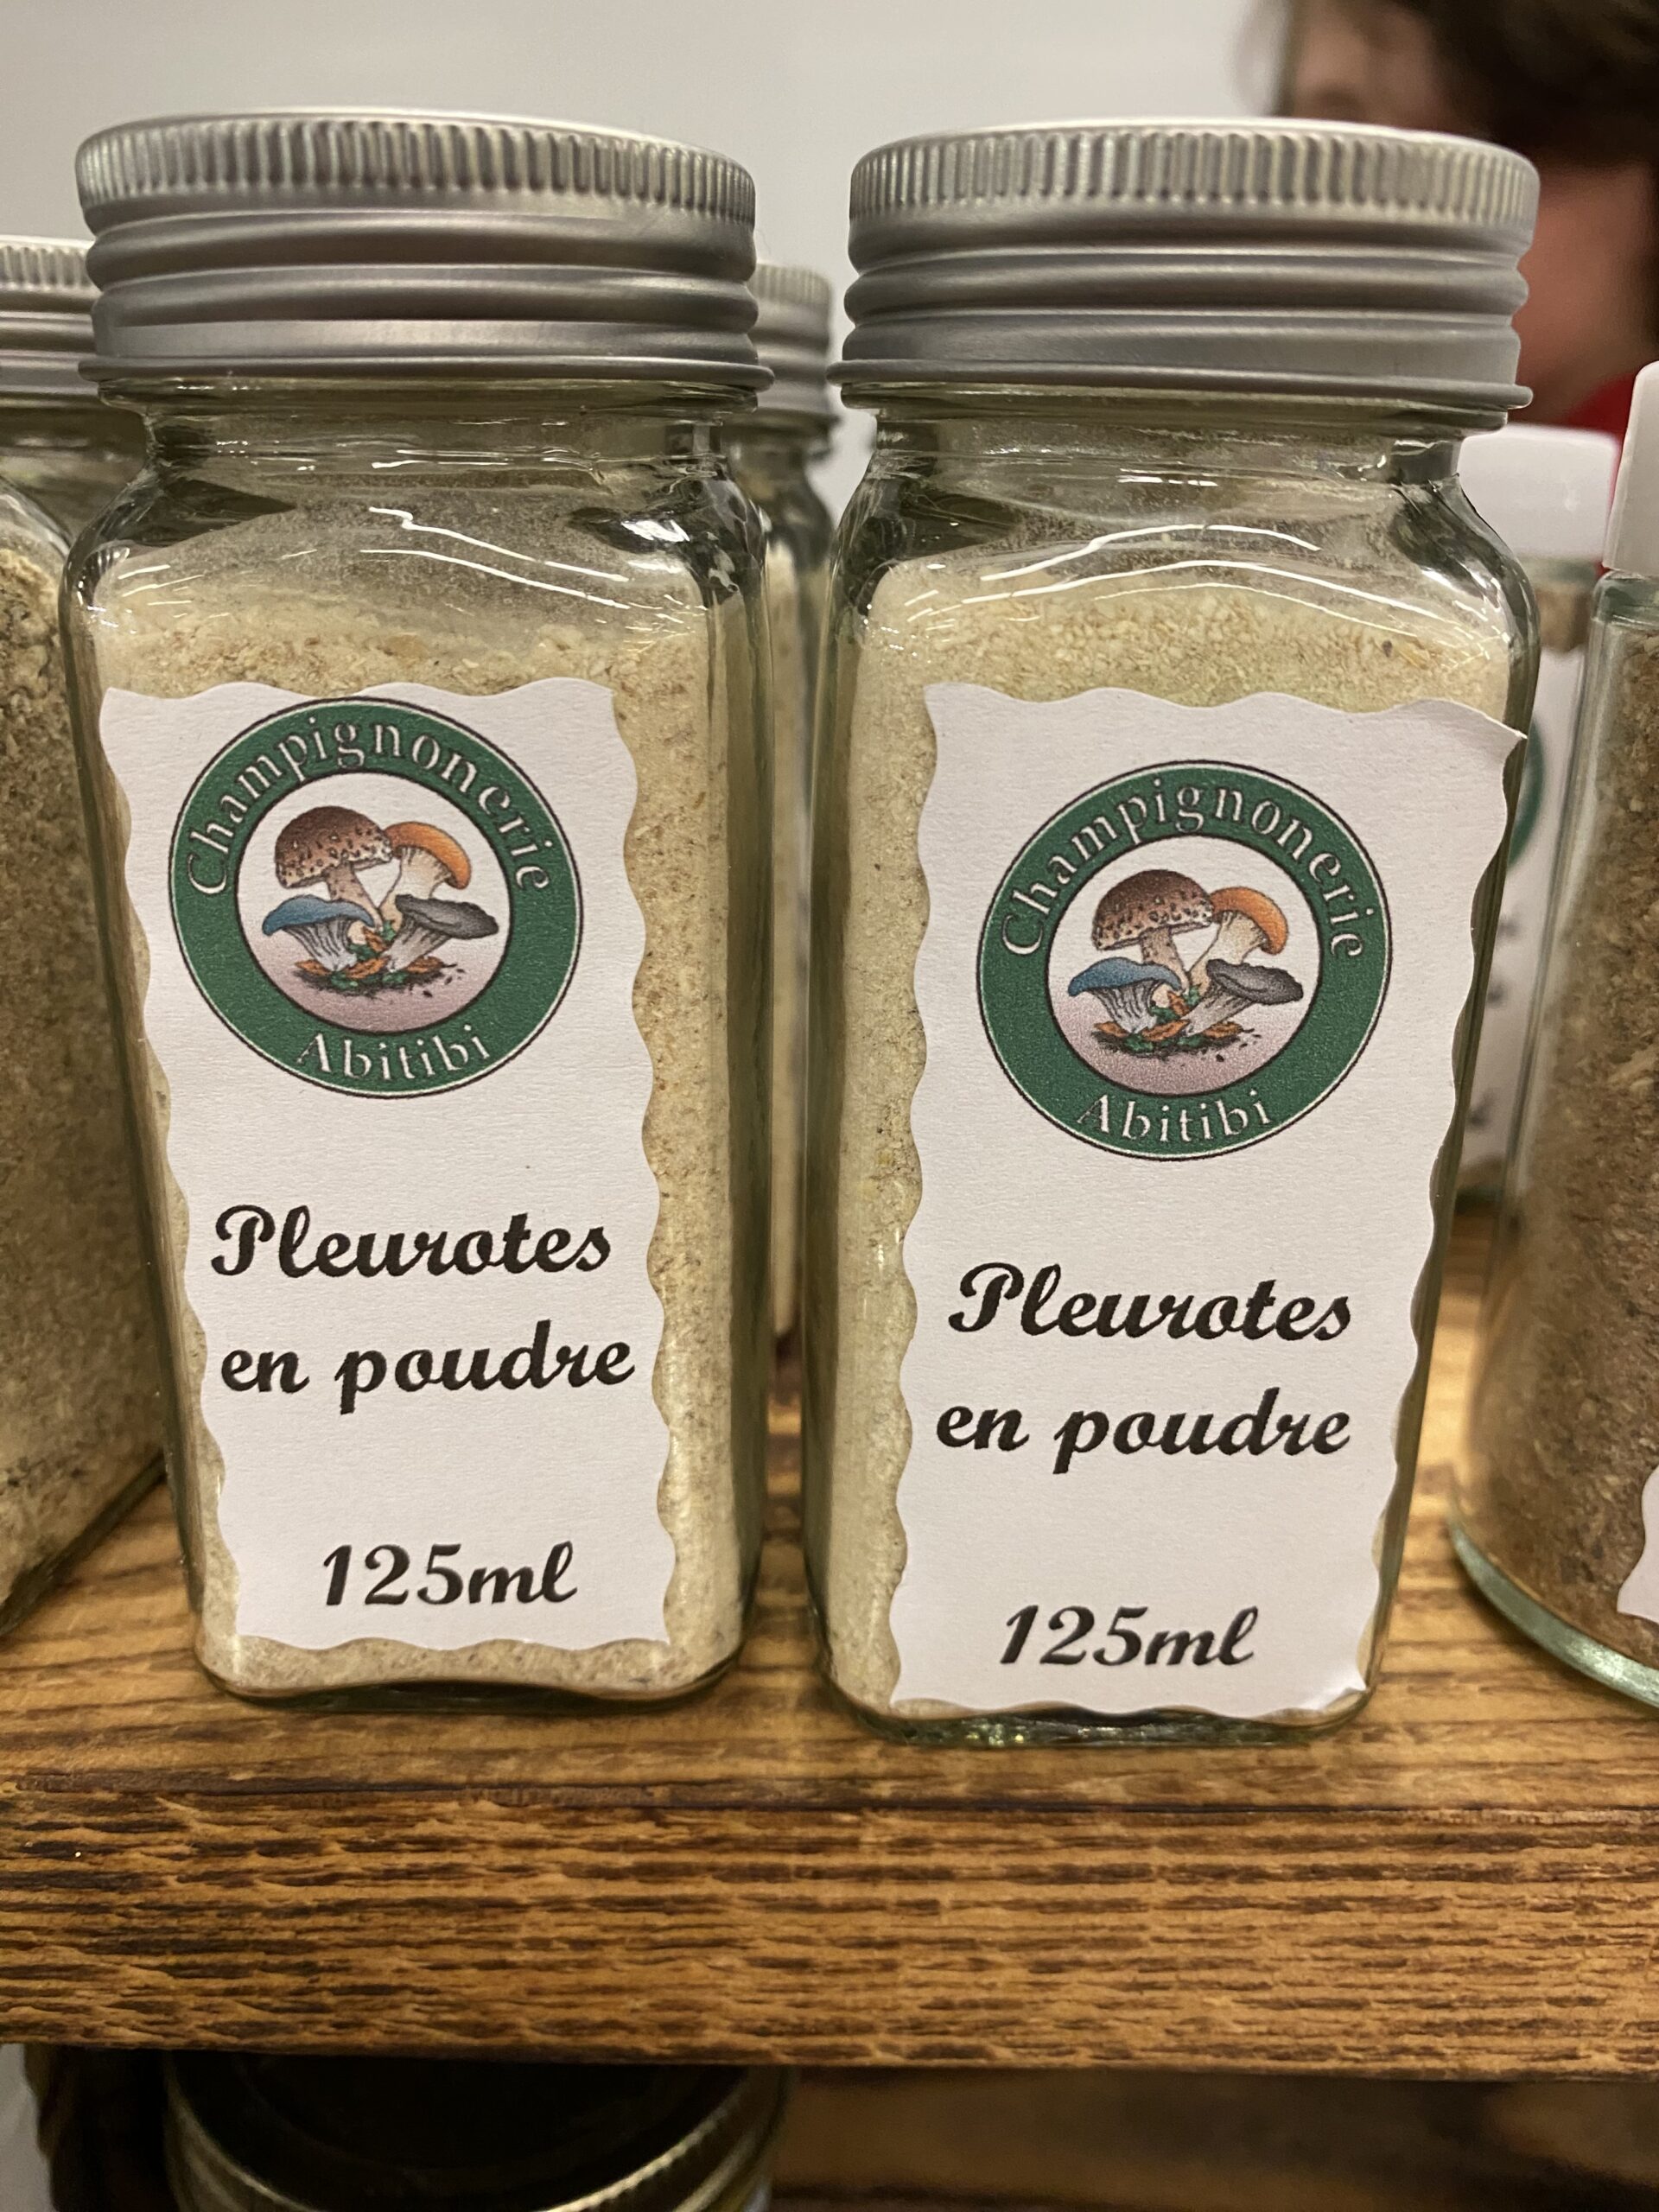 Champignonerie
Abitibi
Pleurotes
en poudre
125ml
Champignonerie
Abitibi
Pleurotes
en poudre
125ml